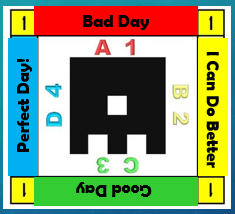 1 Bad Day 1
A 1
Perfect Day!
D 4
B 2
I Can Do Better
C 3
1 Good Day 1